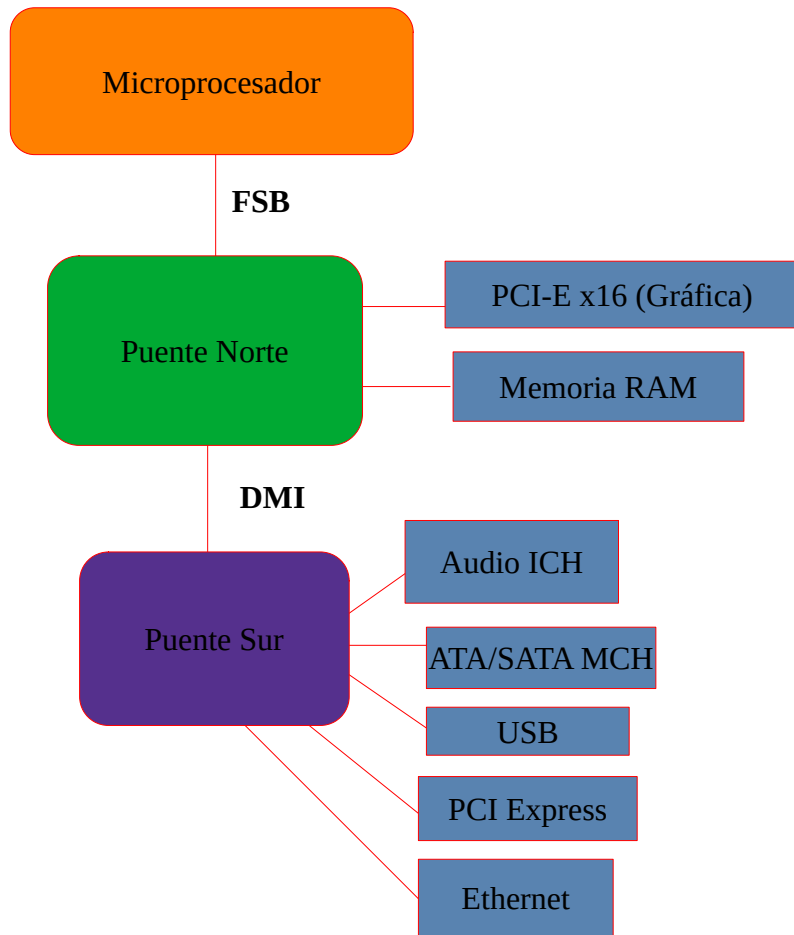 Microprocesador
FSB
Puente Norte
PCI-E x16 (Gráfica)
Memoria RAM
DMI
Puente Sur
Audio ICH
ATA/SATA MCH
USB
PCI Express
Ethernet